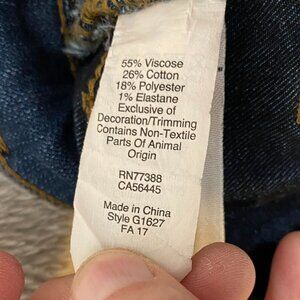 55% Viscose
26% Cotton
18% Polyester
1% Elastane
Exclusive of
Decoration/Trimming
Contains Non-Textile
Parts Of Animal
Origin
RN77388
CA56445
Made in China
Style G1627
FA 17